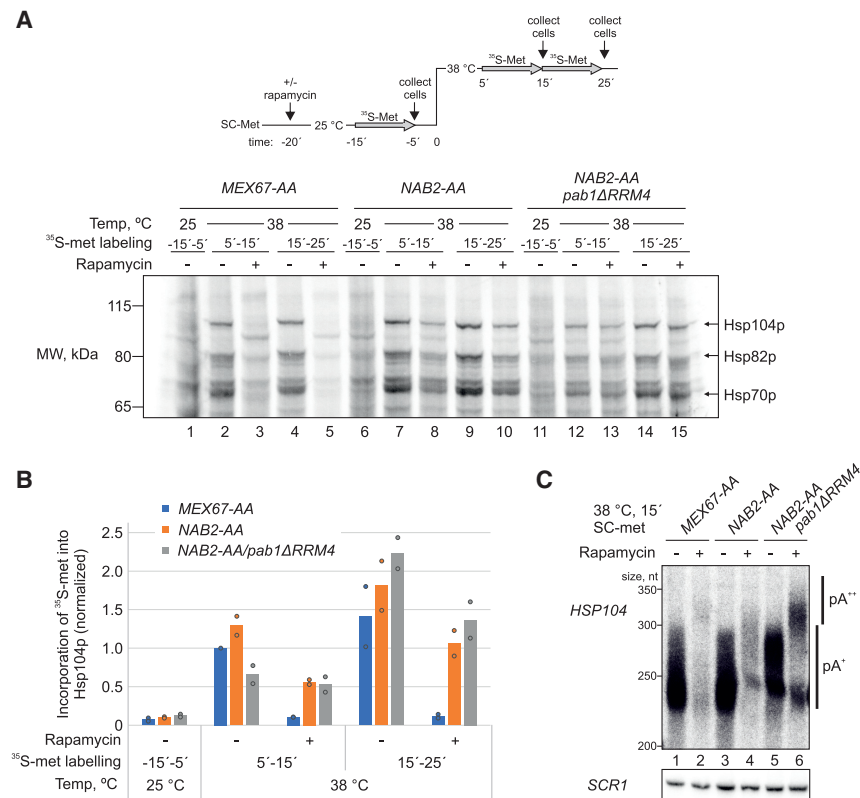 A
collect cells
collect cells
³⁵S-Met ³⁵S-Met
38 °C
5´ 15´ 25´
+/- rapamycin
collect cells
SC-Met 25 °C ³⁵S-Met
time: -20´ -15´ -5´ 0
MEX67-AA NAB2-AA NAB2-AA pab1ΔRRM4
Temp, ºC 25 38 25 38 25 38
³⁵S-met labeling -15´-5´ 5´-15´ 15´-25´ -15´-5´ 5´-15´ 15´-25´ -15´-5´ 5´-15´ 15´-25´
Rapamycin - - + - + - - + - + - - + - +
115
MW, kDa 80
65
Hsp104p
Hsp82p
Hsp70p
1 2 3 4 5 6 7 8 9 10 11 12 13 14 15
B
MEX67-AA
NAB2-AA
NAB2-AA/pab1ΔRRM4
Incorporation of ³⁵S-met into
Hsp104p (normalized)
2.5
2.0
1.5
1.0
0.5
0
Rapamycin - - + - +
³⁵S-met labelling -15´-5´ 5´-15´ 15´-25´
Temp, ºC 25 °C 38 °C
C
38 °C, 15´
SC-met
MEX67-AA NAB2-AA NAB2-AA pab1ΔRRM4
Rapamycin - + - + - +
size, nt
350
HSP104
300
250
200
pA⁺⁺
pA⁺
1 2 3 4 5 6
SCR1